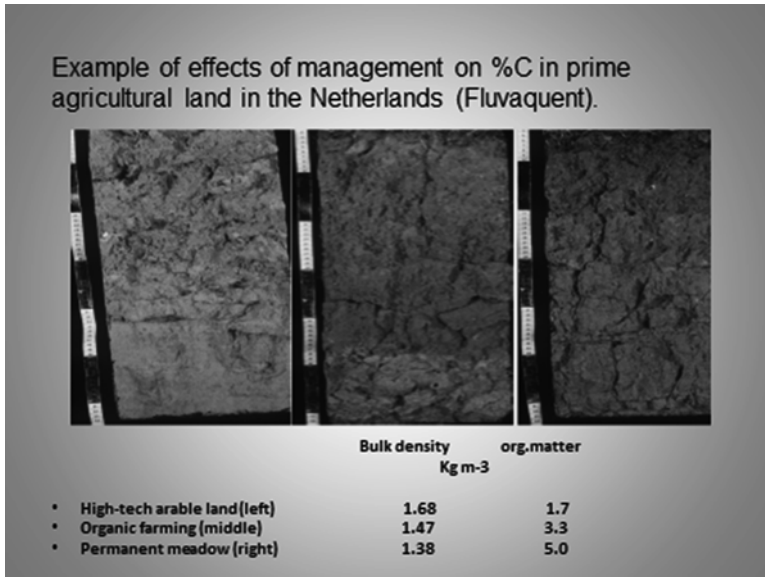 Example of effects of management on %C in prime
agricultural land in the Netherlands (Fluvaquent).
Bulk density org.matter
Kg m-3
• High-tech arable land (left) 1.68 1.7
• Organic farming (middle) 1.47 3.3
• Permanent meadow (right) 1.38 5.0